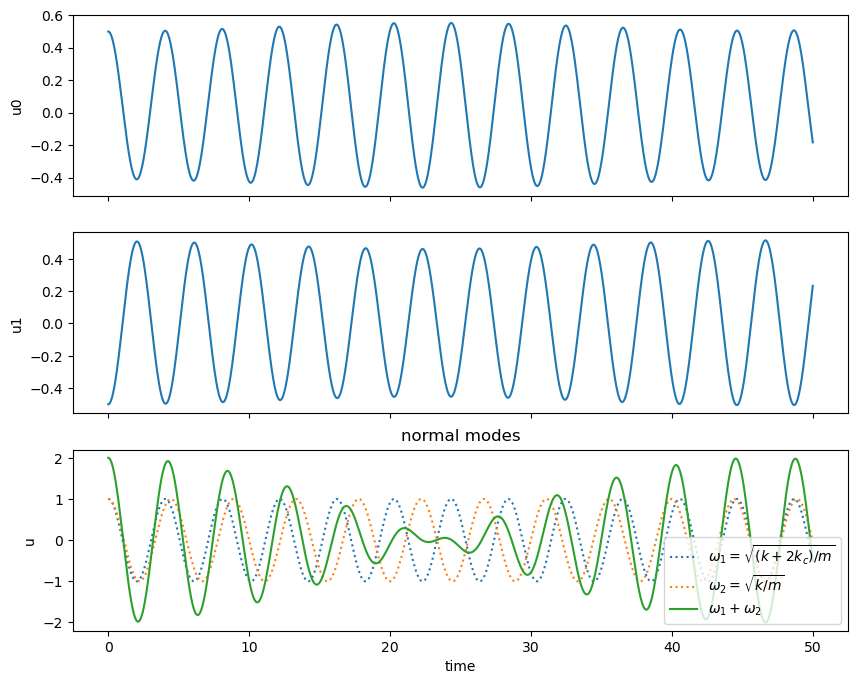 0.6
0.4
0.2
0.0
−0.2
−0.4
u0
0.4
0.2
0.0
−0.2
−0.4
u1
normal modes
2
1
0
−1
−2
u
ω₁ = √(k + 2k_c)/m
ω₂ = √k/m
ω₁ + ω₂
0 10 20 30 40 50
time